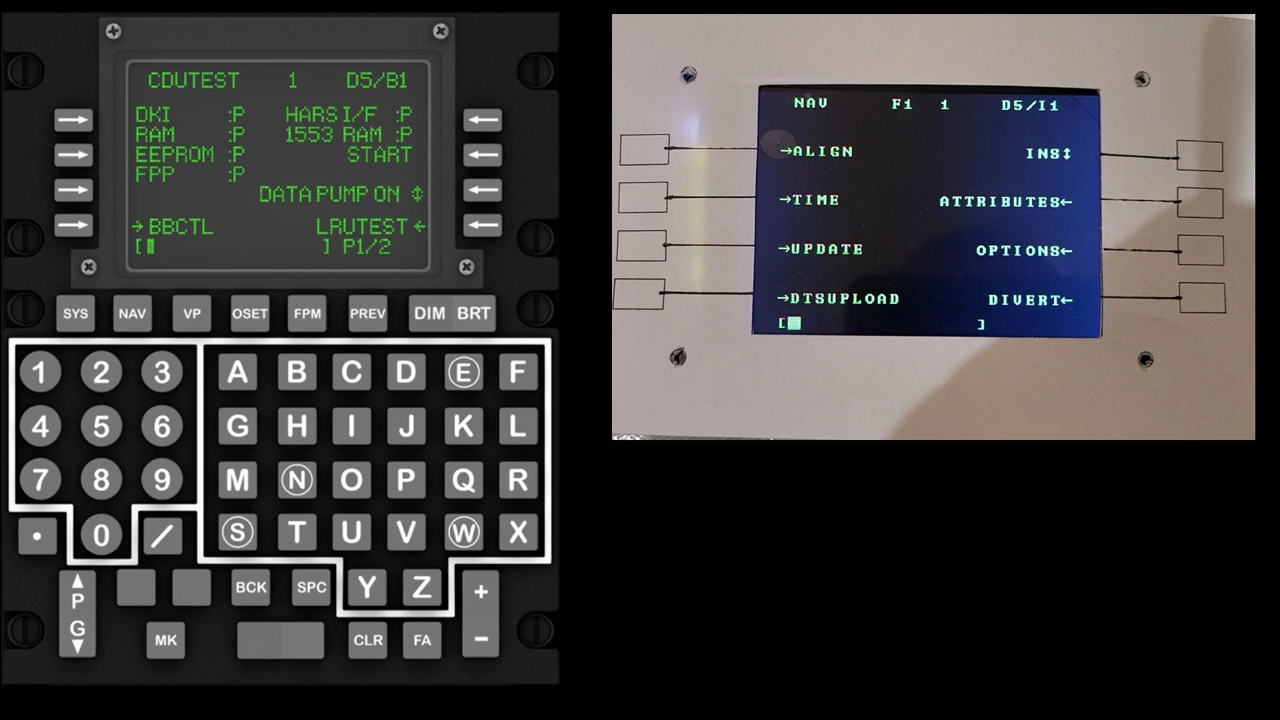 CDUTEST 1 D5/B1
DKI :P HARS I/F :P
RAM :P 1553 RAM :P
EEPROM :P START
FPP :P
DATA PUMP ON ↕
→ BBCTL LRUTEST ←
[ ] P1/2
SYS NAV VP OSET FPM PREV DIM BRT
1 2 3 A B C D E F
4 5 6 G H I J K L
7 8 9 M N O P Q R
• 0 / S T U V W X
▲ P G ▼ BCK SPC Y Z + −
MK CLR FA
NAV F1 1 D5/I1
→ALIGN INS↕
→TIME ATTRIBUTES←
→UPDATE OPTIONS←
→DTSUPLOAD DIVERT←
[ ]